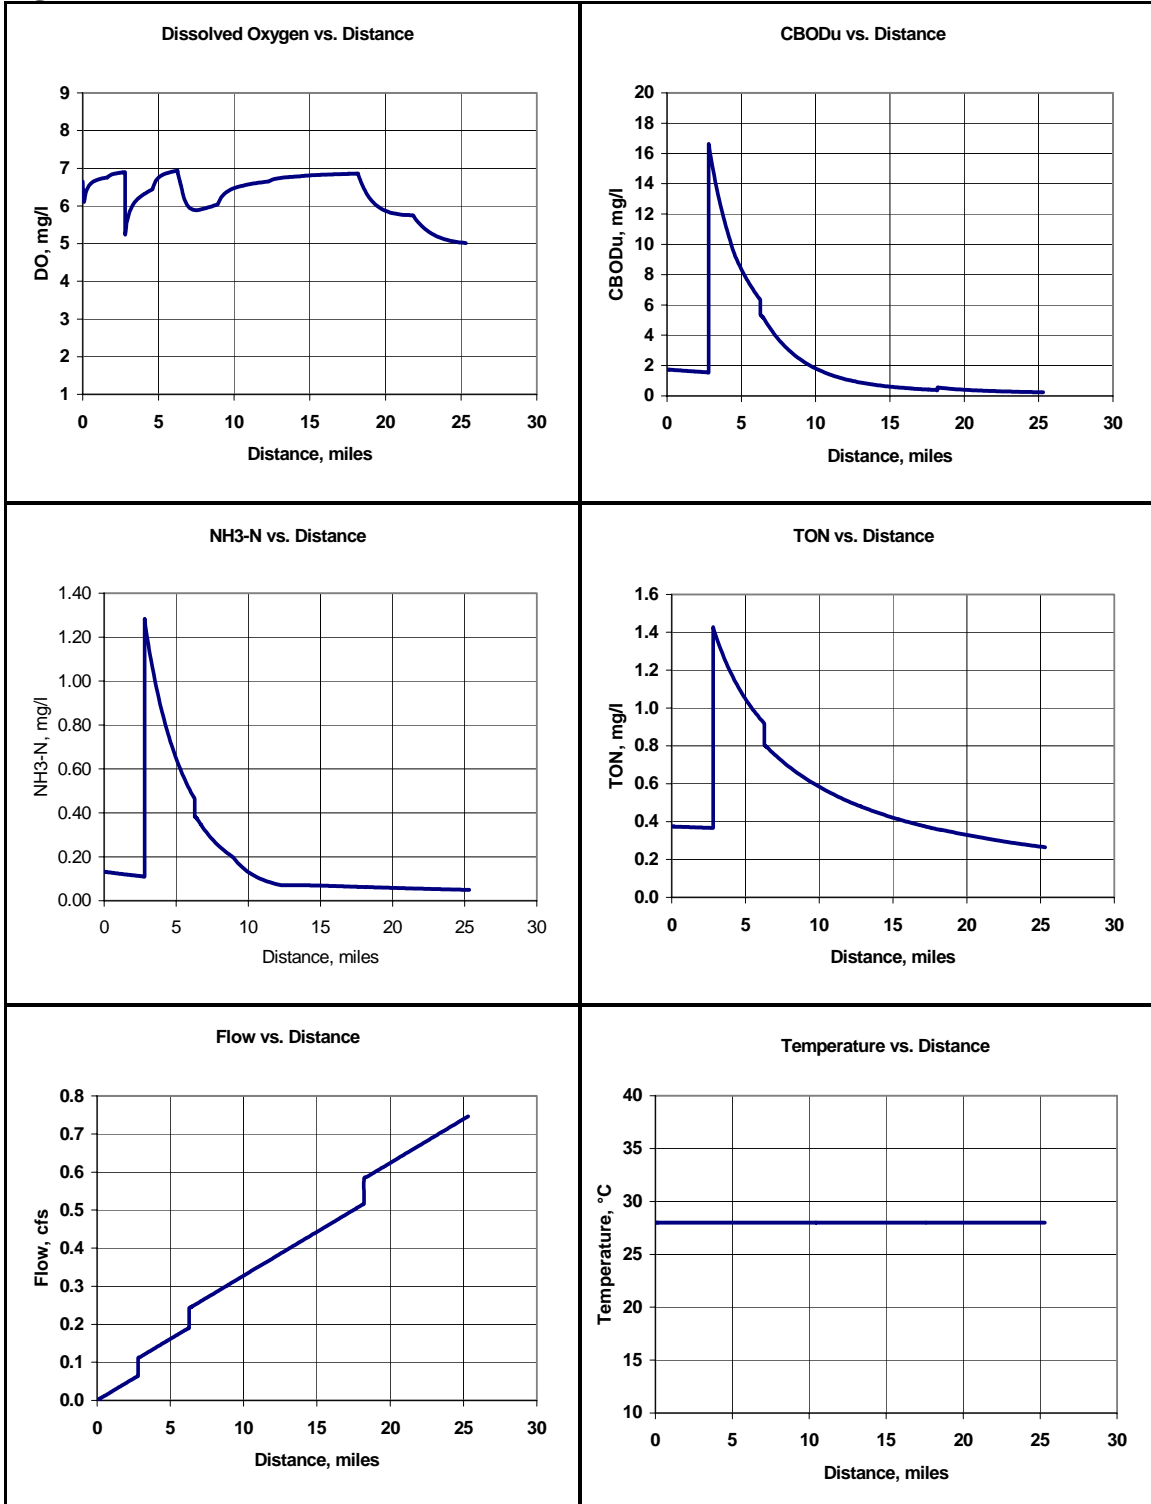 Dissolved Oxygen vs. Distance
9
8
7
6
5
4
3
2
1
DO, mg/l
0 5 10 15 20 25 30
Distance, miles
CBODu vs. Distance
20
18
16
14
12
10
8
6
4
2
0
CBODu, mg/l
0 5 10 15 20 25 30
Distance, miles
NH3-N vs. Distance
1.40
1.20
1.00
0.80
0.60
0.40
0.20
0.00
NH3-N, mg/l
0 5 10 15 20 25 30
Distance, miles
TON vs. Distance
1.6
1.4
1.2
1.0
0.8
0.6
0.4
0.2
0.0
TON, mg/l
0 5 10 15 20 25 30
Distance, miles
Flow vs. Distance
0.8
0.7
0.6
0.5
0.4
0.3
0.2
0.1
0.0
Flow, cfs
0 5 10 15 20 25 30
Distance, miles
Temperature vs. Distance
40
35
30
25
20
15
10
Temperature, °C
0 5 10 15 20 25 30
Distance, miles